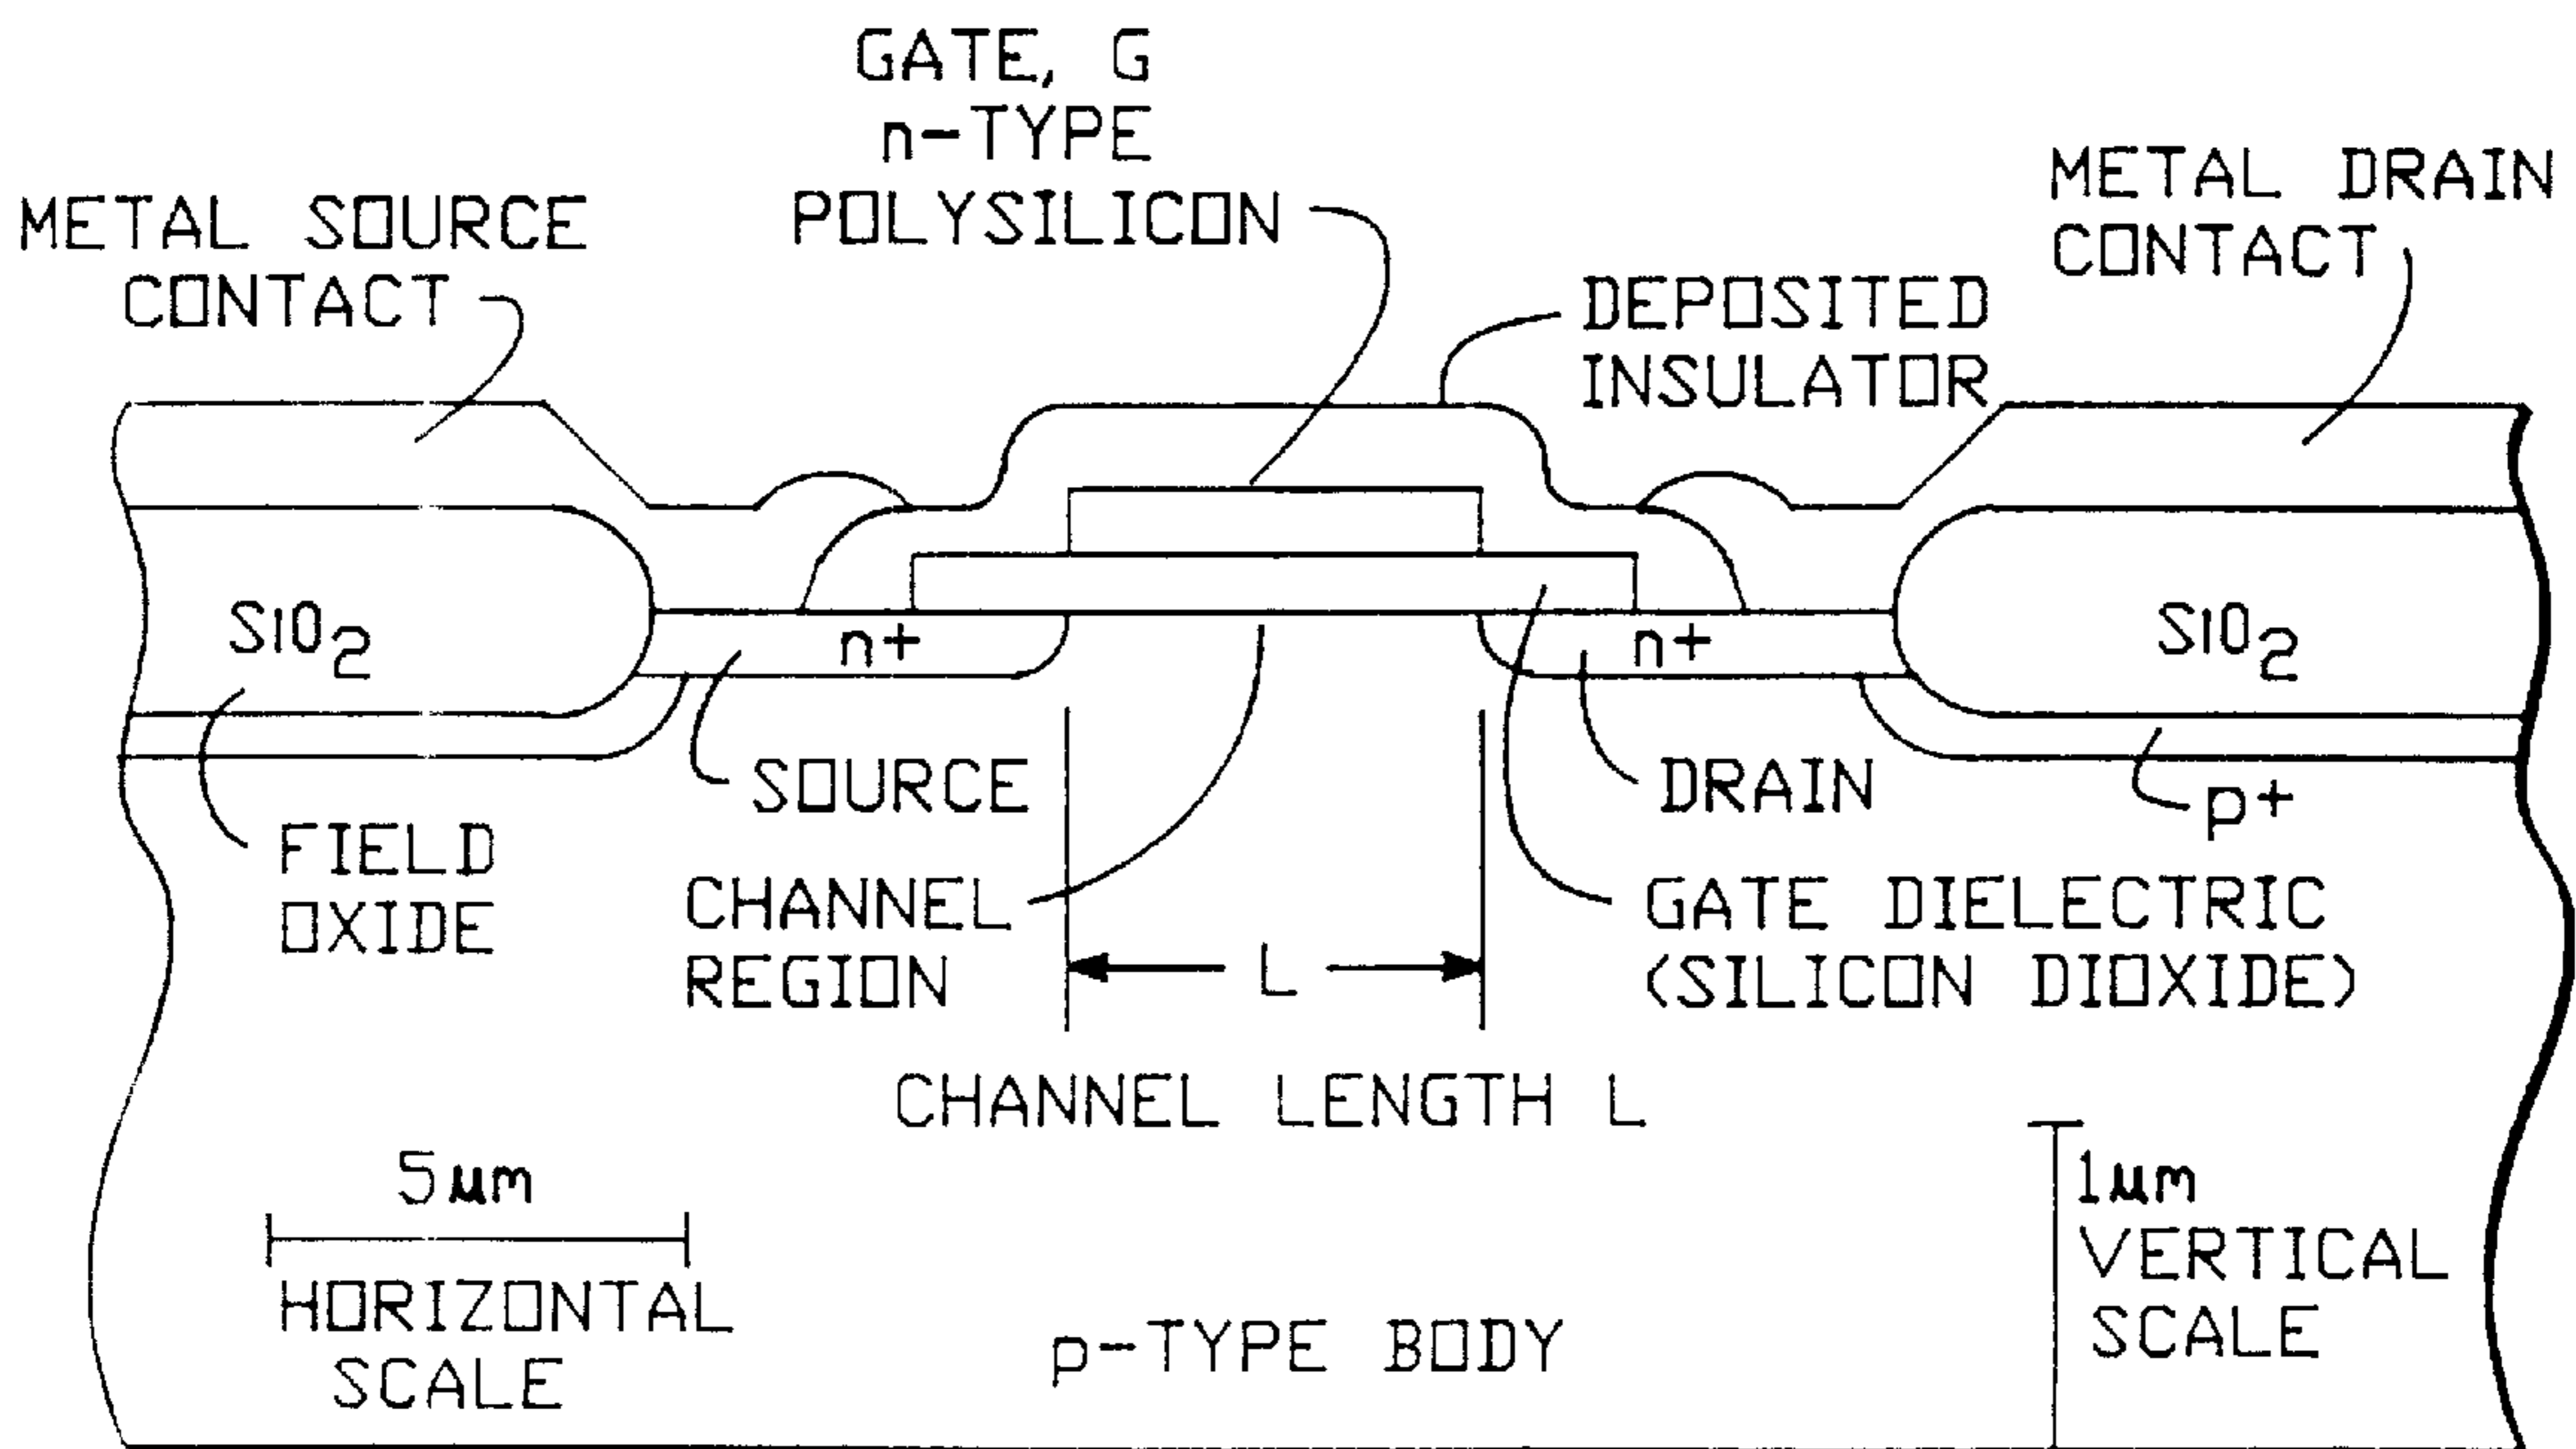 GATE, G
n-TYPE
POLYSILICON
METAL SOURCE
CONTACT
METAL DRAIN
CONTACT
DEPOSITED
INSULATOR
SiO2
n+
n+
SiO2
SOURCE
DRAIN
p+
FIELD
OXIDE
CHANNEL
REGION
GATE DIELECTRIC
(SILICON DIOXIDE)
L
CHANNEL LENGTH L
5μm
HORIZONTAL
SCALE
1μm
VERTICAL
SCALE
p-TYPE BODY